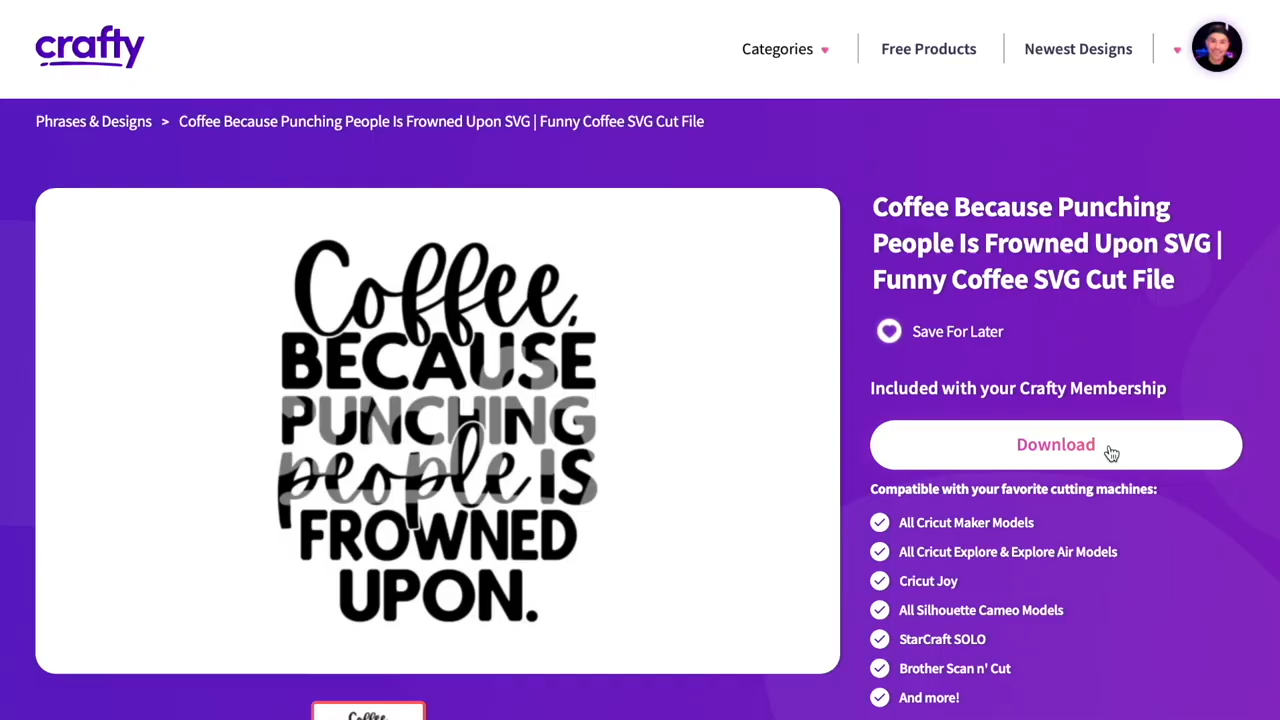 crafty
Categories
Free Products
Newest Designs
Phrases & Designs > Coffee Because Punching People Is Frowned Upon SVG | Funny Coffee SVG Cut File
Coffee,
BECAUSE
PUNCHING
people IS
FROWNED
UPON.
Coffee Because Punching
People Is Frowned Upon SVG |
Funny Coffee SVG Cut File
Save For Later
Included with your Crafty Membership
Download
Compatible with your favorite cutting machines:
All Cricut Maker Models
All Cricut Explore & Explore Air Models
Cricut Joy
All Silhouette Cameo Models
StarCraft SOLO
Brother Scan n' Cut
And more!
Coffee